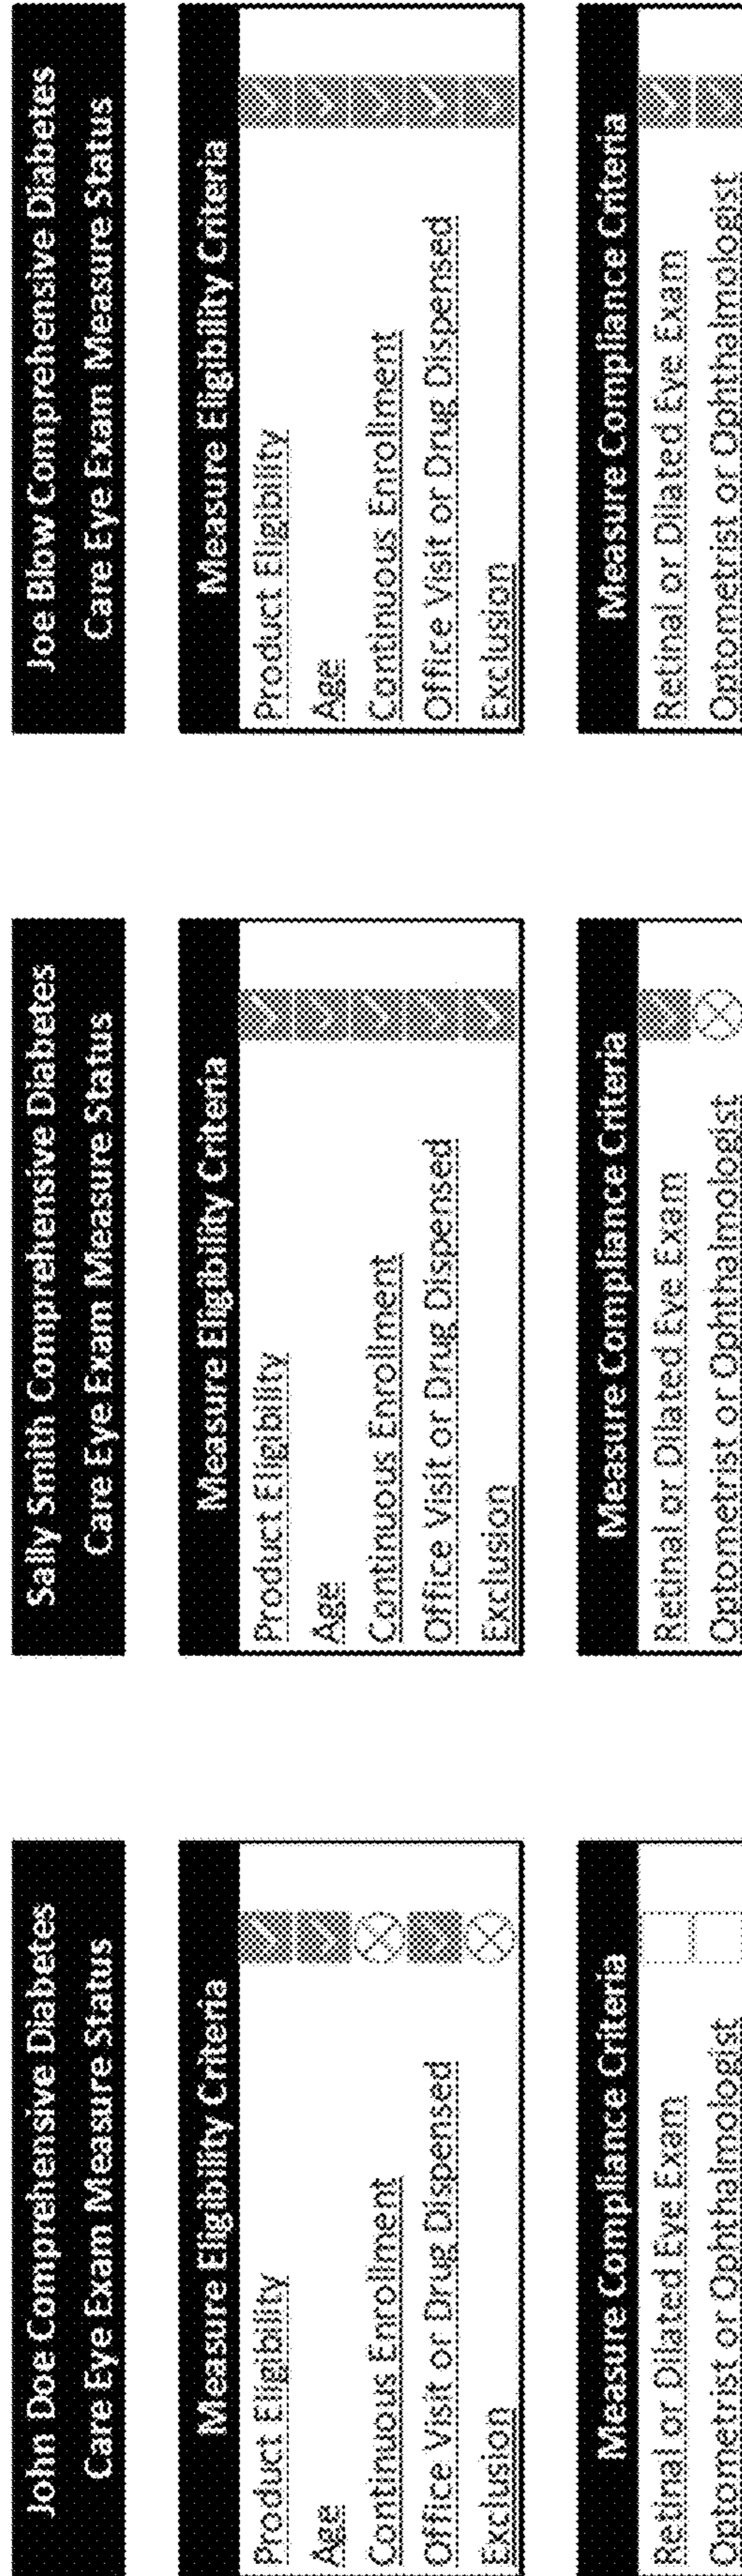 John Doe Comprehensive Diabetes
Care Eye Exam Measure Status
Measure Eligibility Criteria
Product Eligibility
Age
Continuous Enrollment
Office Visit or Drug Dispensed
Exclusion
Measure Compliance Criteria
Retinal or Dilated Eye Exam
Optometrist or Ophthalmologist
Sally Smith Comprehensive Diabetes
Care Eye Exam Measure Status
Measure Eligibility Criteria
Product Eligibility
Age
Continuous Enrollment
Office Visit or Drug Dispensed
Exclusion
Measure Compliance Criteria
Retinal or Dilated Eye Exam
Optometrist or Ophthalmologist
Joe Blow Comprehensive Diabetes
Care Eye Exam Measure Status
Measure Eligibility Criteria
Product Eligibility
Age
Continuous Enrollment
Office Visit or Drug Dispensed
Exclusion
Measure Compliance Criteria
Retinal or Dilated Eye Exam
Optometrist or Ophthalmologist